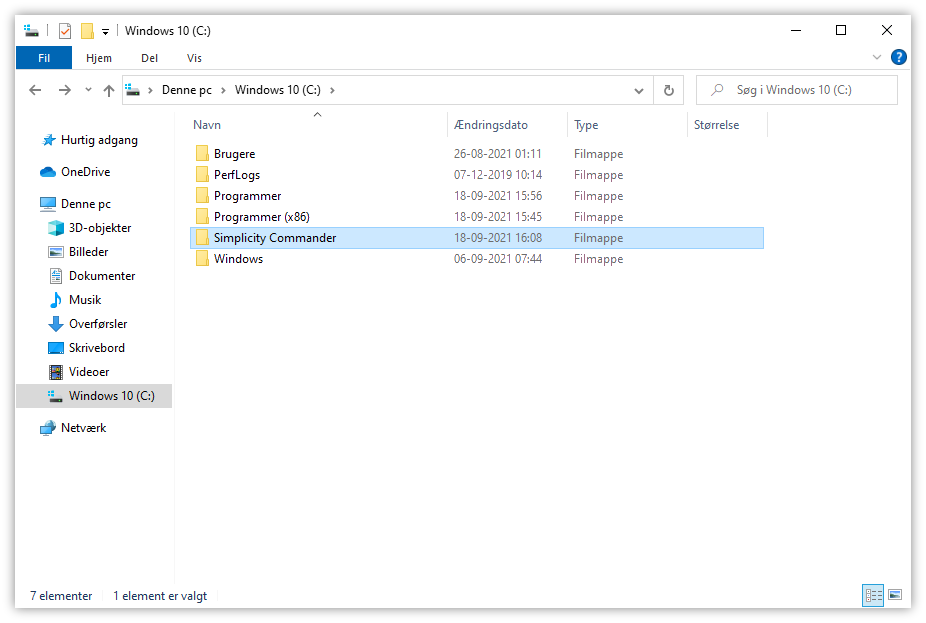 Windows 10 (C:)
Fil Hjem Del Vis ?
Denne pc Windows 10 (C:) Søg i Windows 10 (C:)
Navn Ændringsdato Type Størrelse
Hurtig adgang
OneDrive
Denne pc
3D-objekter
Billeder
Dokumenter
Musik
Overførsler
Skrivebord
Videoer
Windows 10 (C:)
Netværk
Brugere 26-08-2021 01:11 Filmappe
PerfLogs 07-12-2019 10:14 Filmappe
Programmer 18-09-2021 15:56 Filmappe
Programmer (x86) 18-09-2021 15:45 Filmappe
Simplicity Commander 18-09-2021 16:08 Filmappe
Windows 06-09-2021 07:44 Filmappe
7 elementer 1 element er valgt